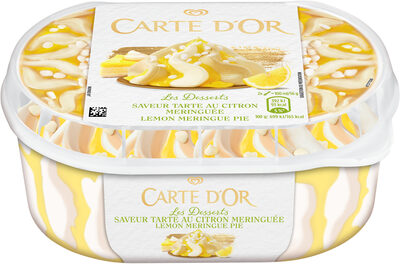 CARTE D'OR
Les Desserts
SAVEUR TARTE AU CITRON
MERINGUÉE
LEMON MERINGUE PIE
CARTE D'OR
Les Desserts
SAVEUR TARTE AU CITRON MERINGUÉE
LEMON MERINGUE PIE